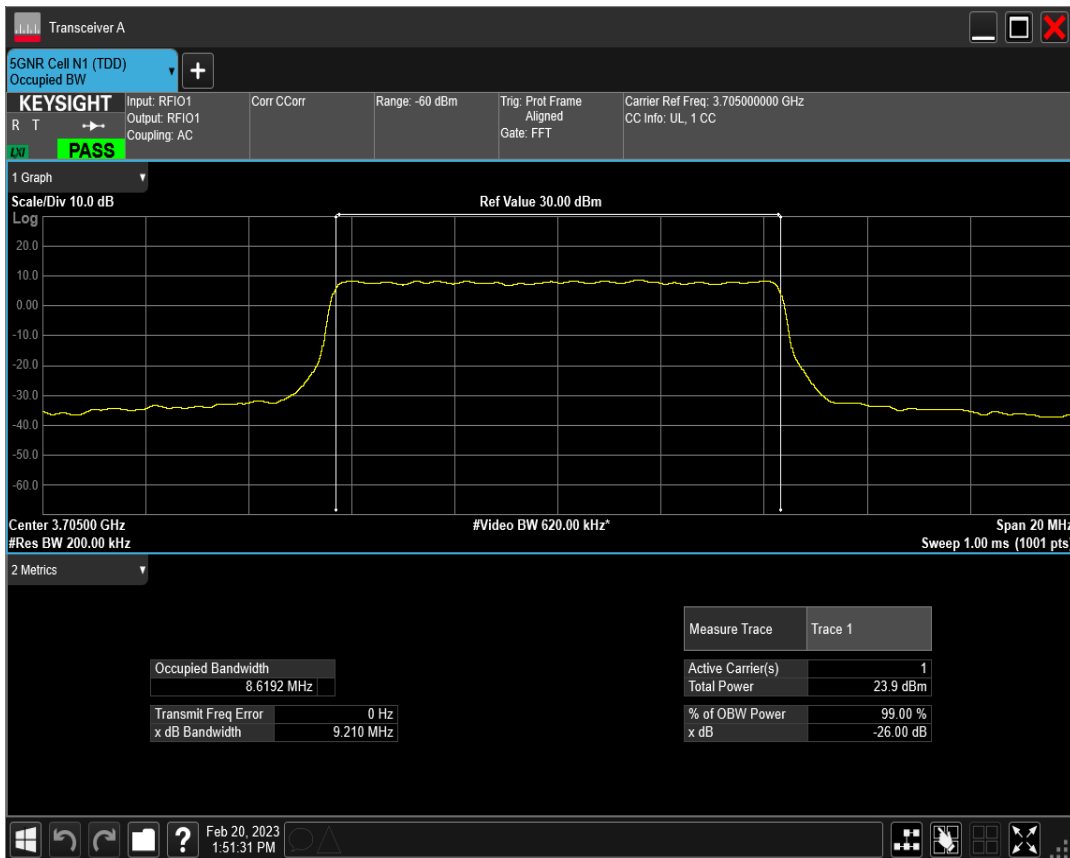 Transceiver A
5GNR Cell N1 (TDD)
Occupied BW
KEYSIGHT
R T
LXI
PASS
Input: RFIO1
Output: RFIO1
Coupling: AC
Corr CCorr
Range: -60 dBm
Trig: Prot Frame
Aligned
Gate: FFT
Carrier Ref Freq: 3.705000000 GHz
CC Info: UL, 1 CC
1 Graph
Scale/Div 10.0 dB
Ref Value 30.00 dBm
Log
20.0
10.0
0.00
-10.0
-20.0
-30.0
-40.0
-50.0
-60.0
Center 3.70500 GHz
#Video BW 620.00 kHz*
Span 20 MHz
#Res BW 200.00 kHz
Sweep 1.00 ms (1001 pts)
2 Metrics
Measure Trace Trace 1
Occupied Bandwidth
8.6192 MHz
Active Carrier(s) 1
Total Power 23.9 dBm
Transmit Freq Error 0 Hz
x dB Bandwidth 9.210 MHz
% of OBW Power 99.00 %
x dB -26.00 dB
?
Feb 20, 2023
1:51:31 PM